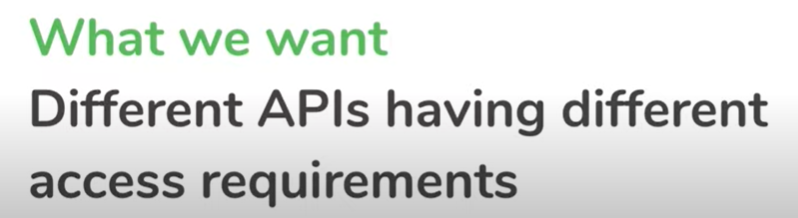 What we want
Different APIs having different
access requirements